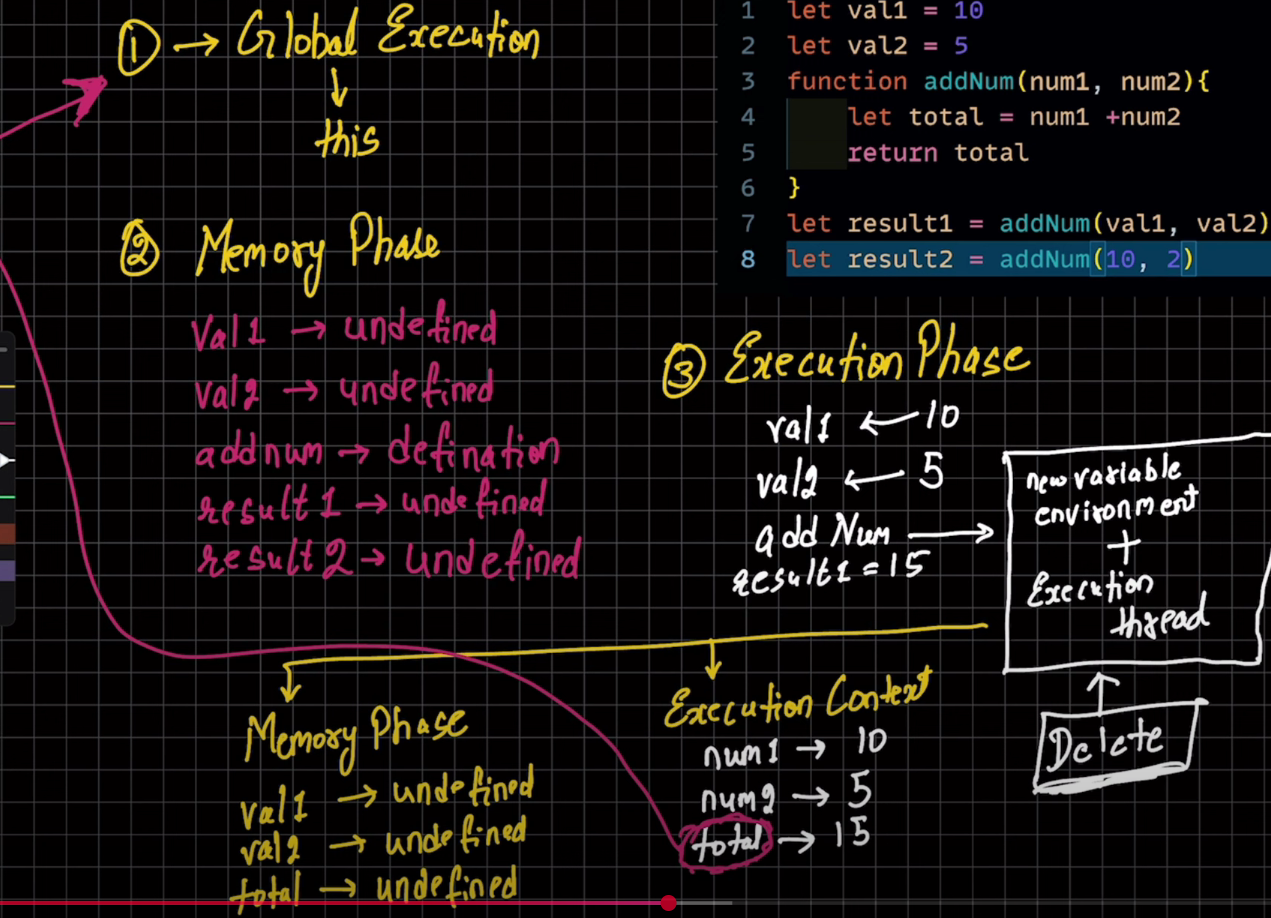 ① → Global Execution
↓
this
② Memory Phase
Val1 → undefined
val2 → undefined
addnum → defination
result1 → undefined
result2 → undefined
1 let val1 = 10
2 let val2 = 5
3 function addNum(num1, num2){
4 let total = num1 +num2
5 return total
6 }
7 let result1 = addNum(val1, val2)
8 let result2 = addNum(10, 2)
③ Execution Phase
val1 ← 10
val2 ← 5
add Num →
result1 = 15
new variable
environment
+
Execution
thread
Delete
Memory Phase
val1 → undefined
val2 → undefined
total → undefined
Execution Context
num1 → 10
num2 → 5
total → 15